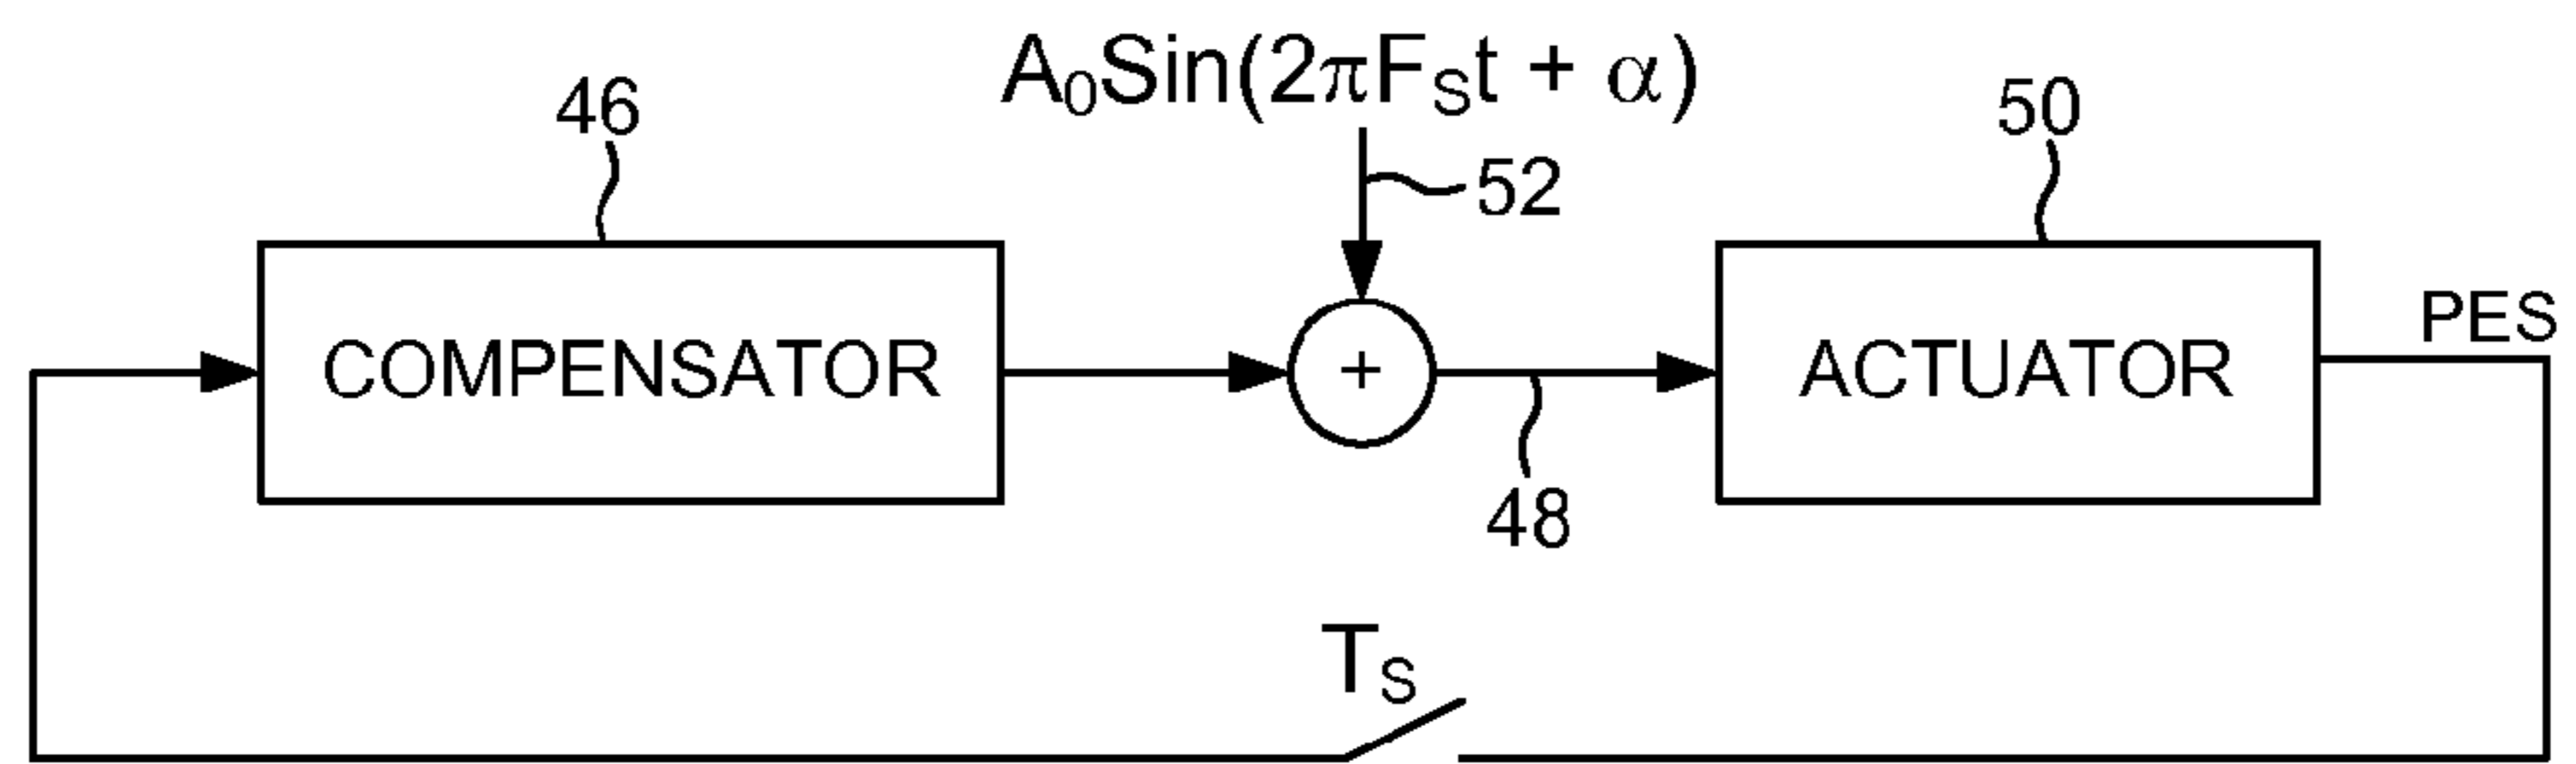 A₀Sin(2πFₛt + α)
46
52
50
COMPENSATOR
+
ACTUATOR
PES
48
Tₛ